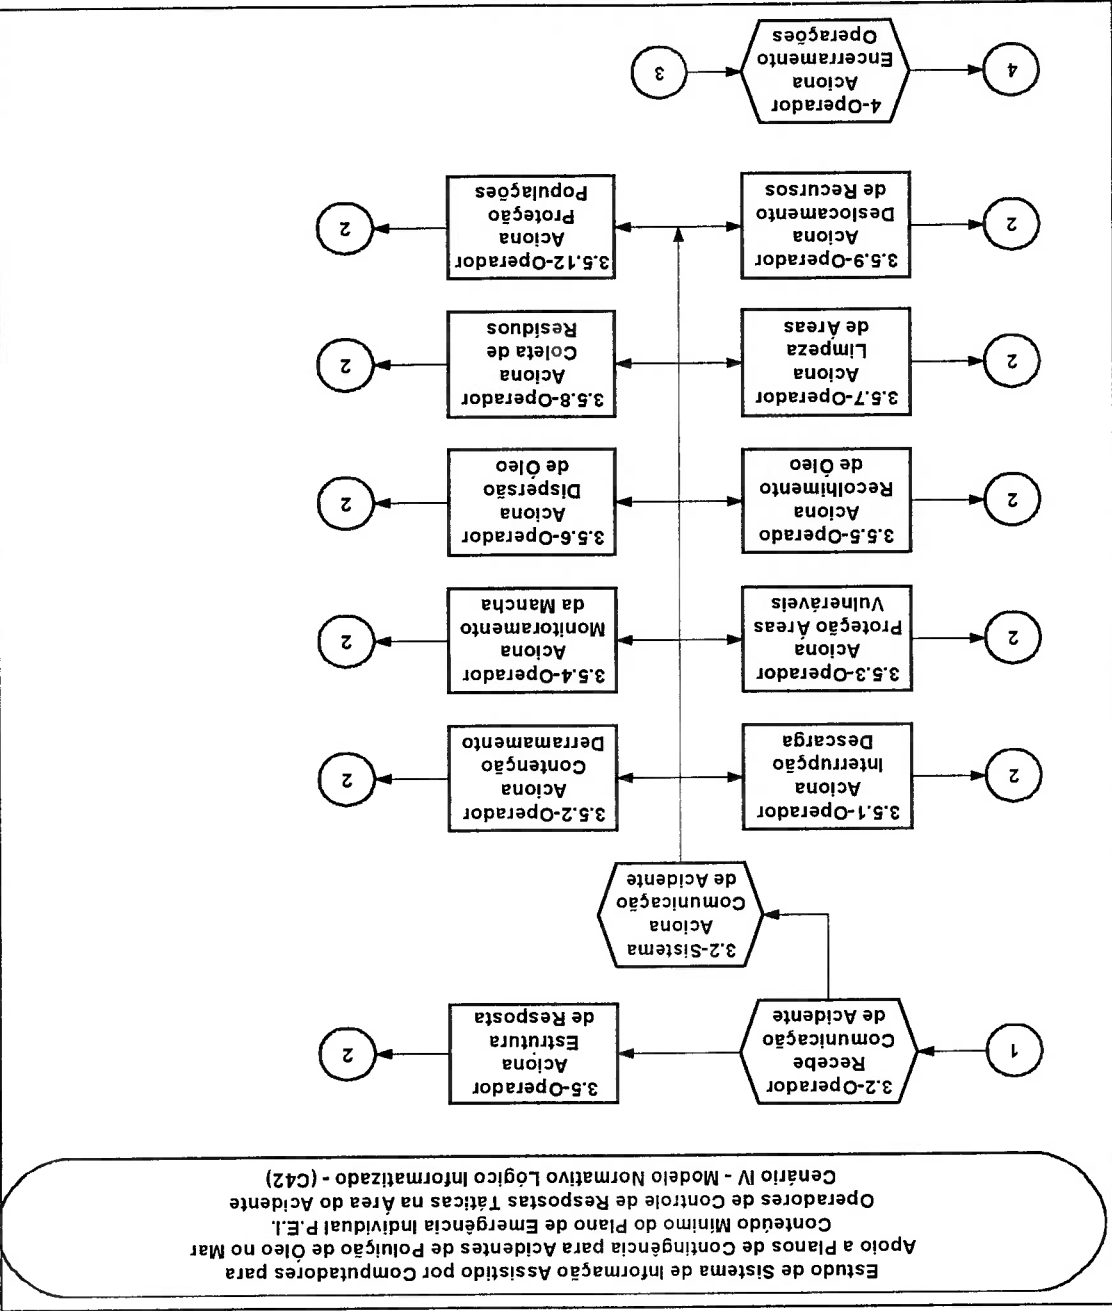 Estudo de Sistema de Informação Assistido por Computadores para
Apoio a Planos de Contingência para Acidentes de Poluição de Óleo no Mar
Conteúdo Mínimo do Plano de Emergência Individual P.E.I.
Operadores de Controle de Respostas Táticas na Área do Acidente
Cenário IV - Modelo Normativo Lógico Informatizado - (C42)
1
3.2-Operador
Recebe
Comunicação
de Acidente
3.5-Operador
Aciona
Estrutura
de Resposta
2
3.2-Sistema
Aciona
Comunicação
de Acidente
2
3.5.1-Operador
Aciona
Interrupção
Descarga
3.5.2-Operador
Aciona
Contenção
Derramamento
2
2
3.5.3-Operador
Aciona
Proteção Áreas
Vulneráveis
3.5.4-Operador
Aciona
Monitoramento
da Mancha
2
2
3.5.5-Operado
Aciona
Recolhimento
de Óleo
3.5.6-Operador
Aciona
Dispersão
de Óleo
2
2
3.5.7-Operador
Aciona
Limpeza
de Áreas
3.5.8-Operador
Aciona
Coleta de
Resíduos
2
2
3.5.9-Operador
Aciona
Deslocamento
de Recursos
3.5.12-Operador
Aciona
Proteção
Populações
2
4
4-Operador
Aciona
Encerramento
Operações
3